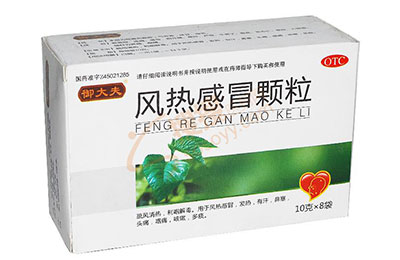 国药准字Z45021285
请仔细阅读说明书并按说明使用或在药师指导下购买和使用
OTC
御大夫
风热感冒颗粒
FENG RE GAN MAO KE LI
疏风清热，利咽解毒。用于风热感冒，发热，有汗，鼻塞，
头痛，咽痛，咳嗽，多痰。
10克×8袋